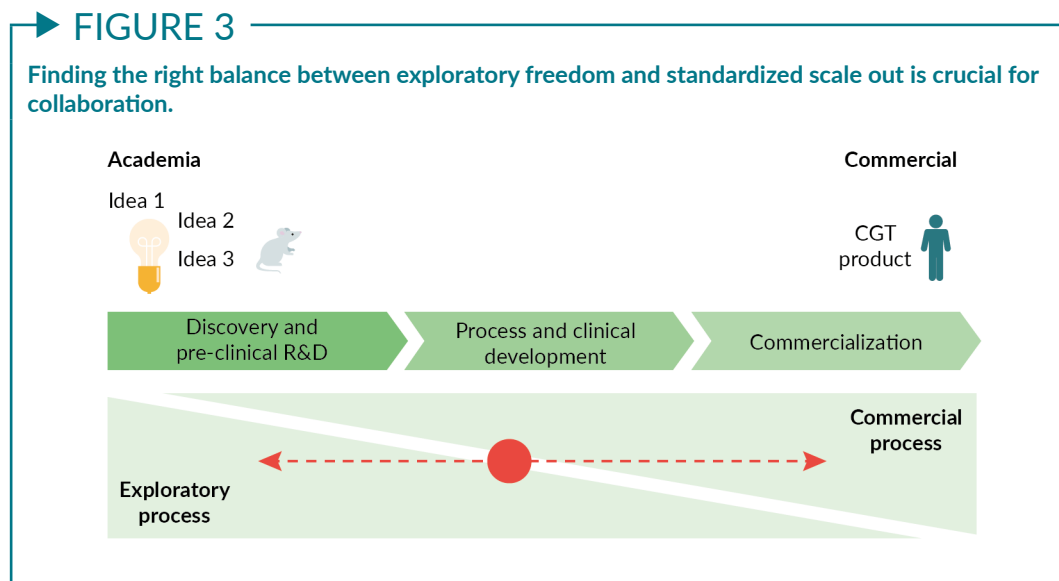 FIGURE 3
Finding the right balance between exploratory freedom and standardized scale out is crucial for
collaboration.
Academia
Commercial
Idea 1
Idea 2
Idea 3
CGT
product
Discovery and
pre-clinical R&D
Process and clinical
development
Commercialization
Commercial
process
Exploratory
process